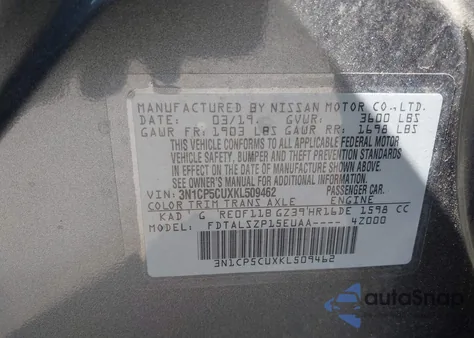 MANUFACTURED BY NISSAN MOTOR CO., LTD.
DATE: 03/19 GVWR: 3600 LBS
GAWR FR: 1903 LBS GAWR RR: 1698 LBS
THIS VEHICLE CONFORMS TO ALL APPLICABLE FEDERAL MOTOR
VEHICLE SAFETY, BUMPER AND THEFT PREVENTION STANDARDS
IN EFFECT ON THE DATE OF MANUFACTURE SHOWN ABOVE.
SEE OWNER'S MANUAL FOR ADDITIONAL INFORMATION.
VIN: 3N1CP5CUXKL509462 PASSENGER CAR.
COLOR TRIM TRANS AXLE ENGINE
KAD G RE0F11B GZ39 HR16DE 1598 CC
MODEL: FDTALSZP15EUAA---- 4Z000
3N1CP5CUXKL509462
autoSnap